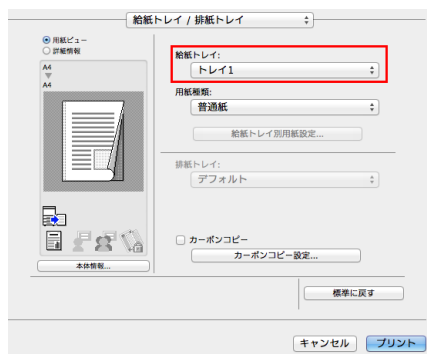 給紙トレイ / 排紙トレイ
用紙ビュー
詳細情報
A4
A4
本体情報...
給紙トレイ:
トレイ1
用紙種類:
普通紙
給紙トレイ別用紙設定...
排紙トレイ:
デフォルト
カーボンコピー
カーボンコピー設定...
標準に戻す
キャンセル
プリント